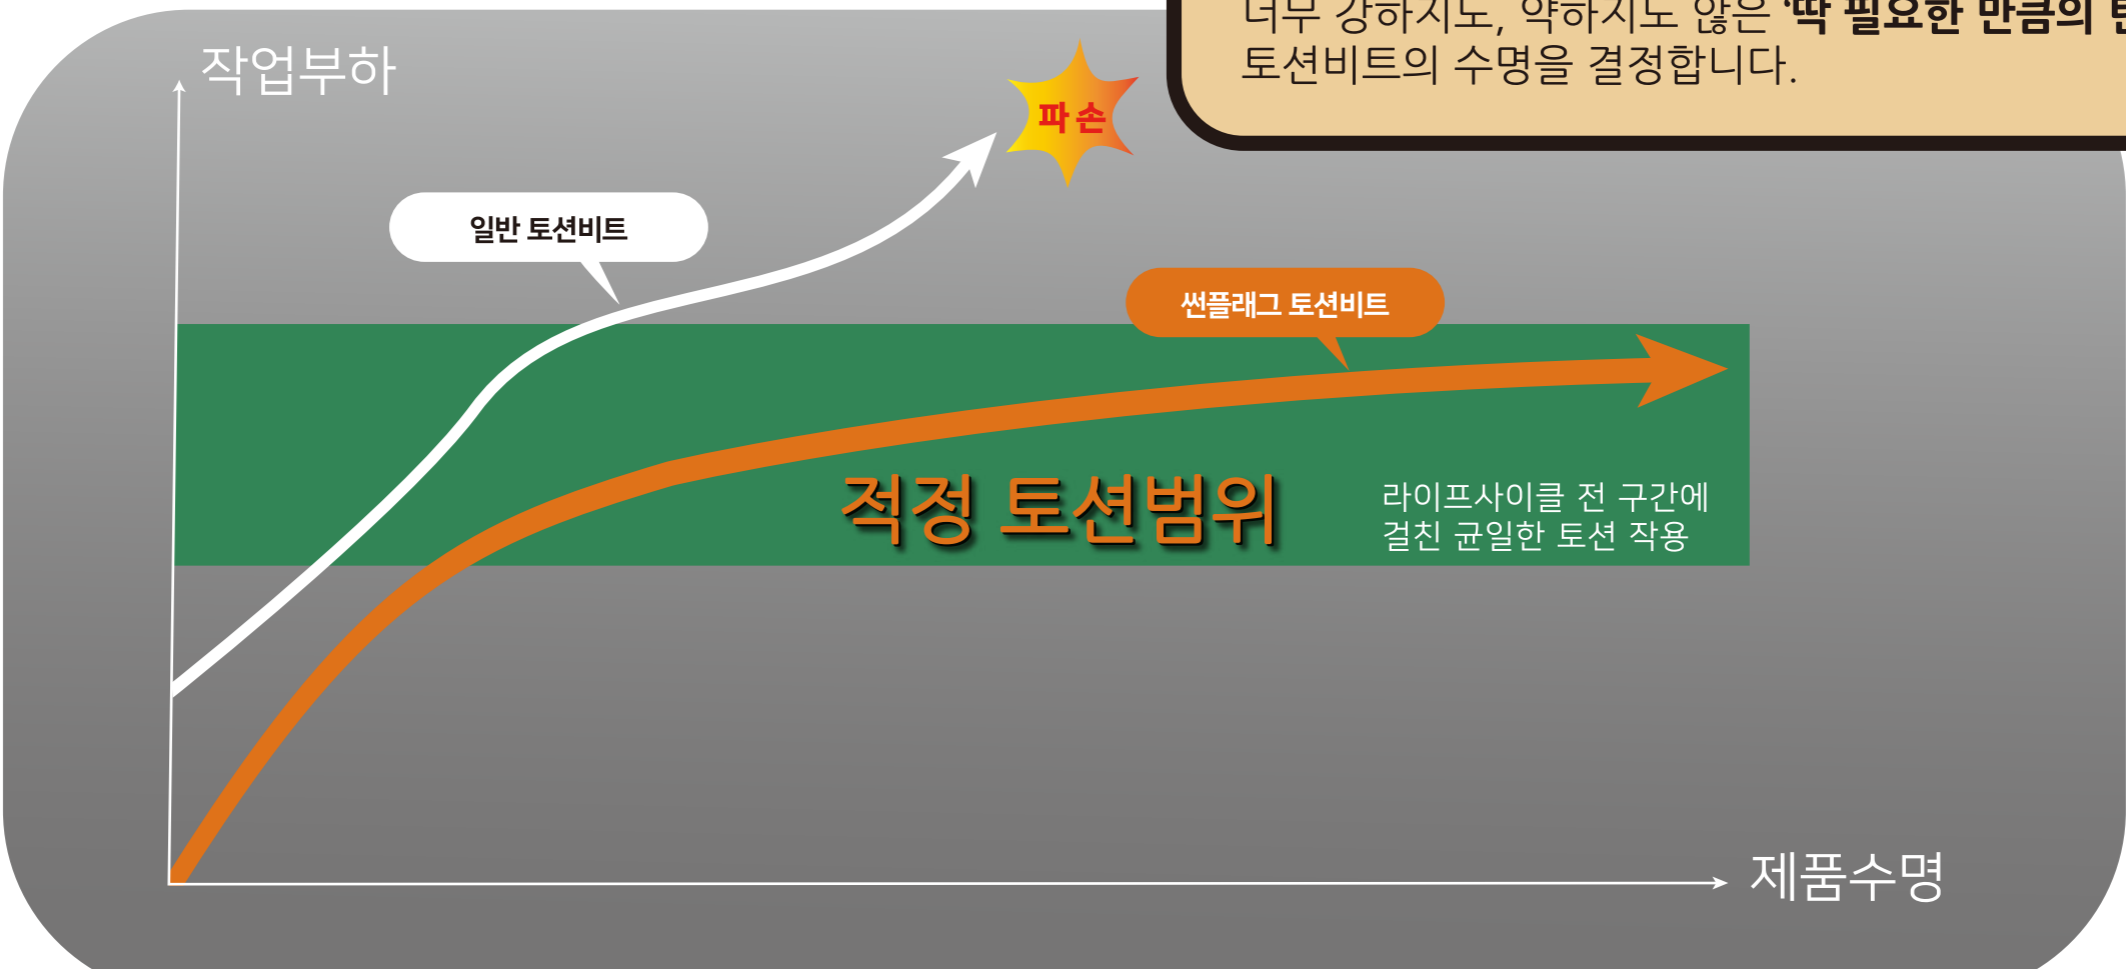 너무 강하지도, 약하지도 않은 '딱 필요한 만큼의
토션비트의 수명을 결정합니다.
작업부하
파손
일반 토션비트
썬플래그 토션비트
적정 토션범위
라이프사이클 전 구간에
걸친 균일한 토션 작용
제품수명